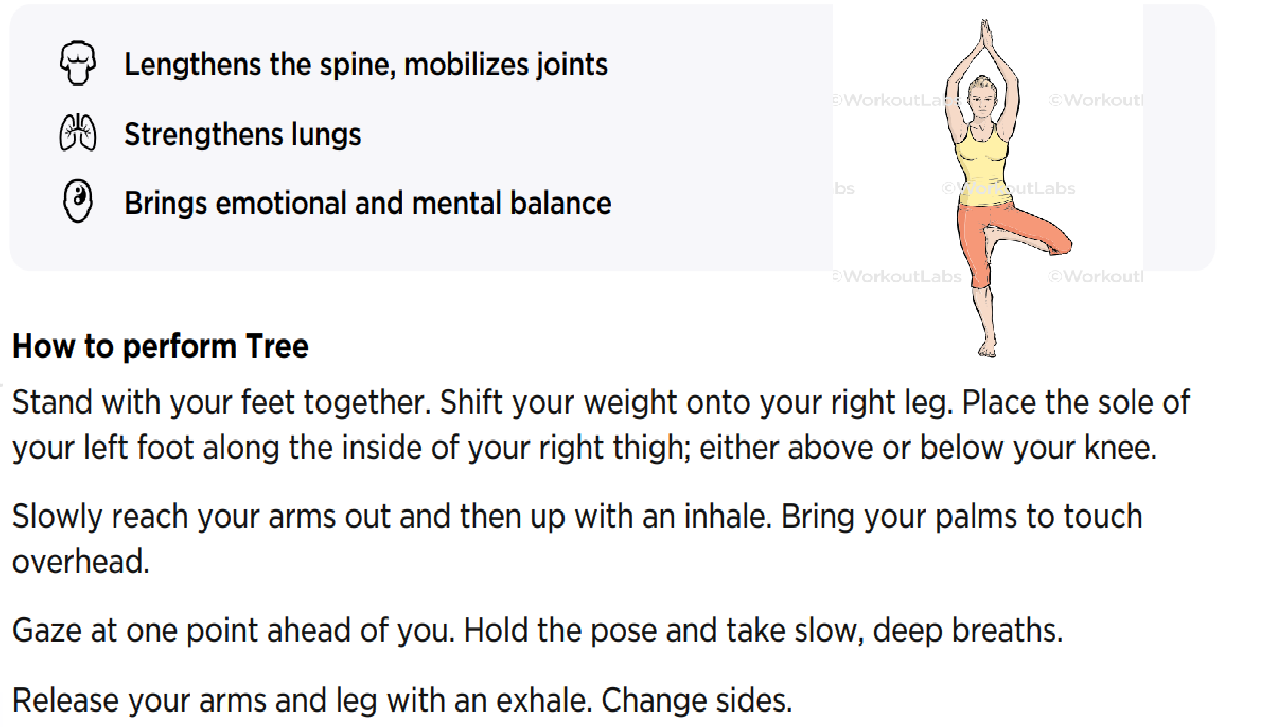 Lengthens the spine, mobilizes joints
Strengthens lungs
Brings emotional and mental balance
©WorkoutLabs
©Workoutl
bs
©WorkoutLabs
©WorkoutLabs
©Workoutl
How to perform Tree
Stand with your feet together. Shift your weight onto your right leg. Place the sole of
your left foot along the inside of your right thigh; either above or below your knee.
Slowly reach your arms out and then up with an inhale. Bring your palms to touch
overhead.
Gaze at one point ahead of you. Hold the pose and take slow, deep breaths.
Release your arms and leg with an exhale. Change sides.